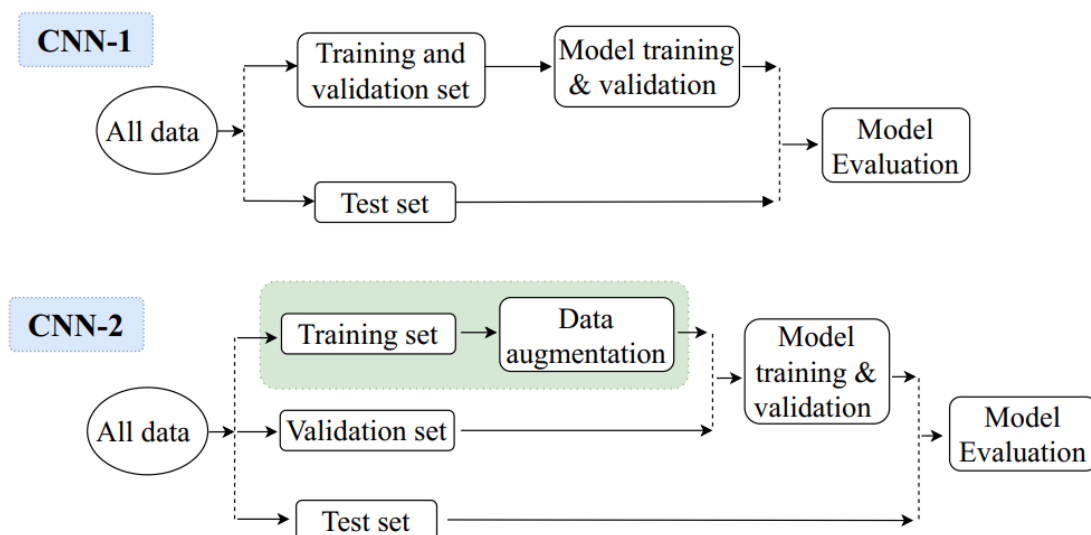 CNN-1
Training and
validation set
Model training
& validation
All data
Model
Evaluation
Test set
CNN-2
Training set
Data
augmentation
Model
training &
validation
All data
Validation set
Model
Evaluation
Test set